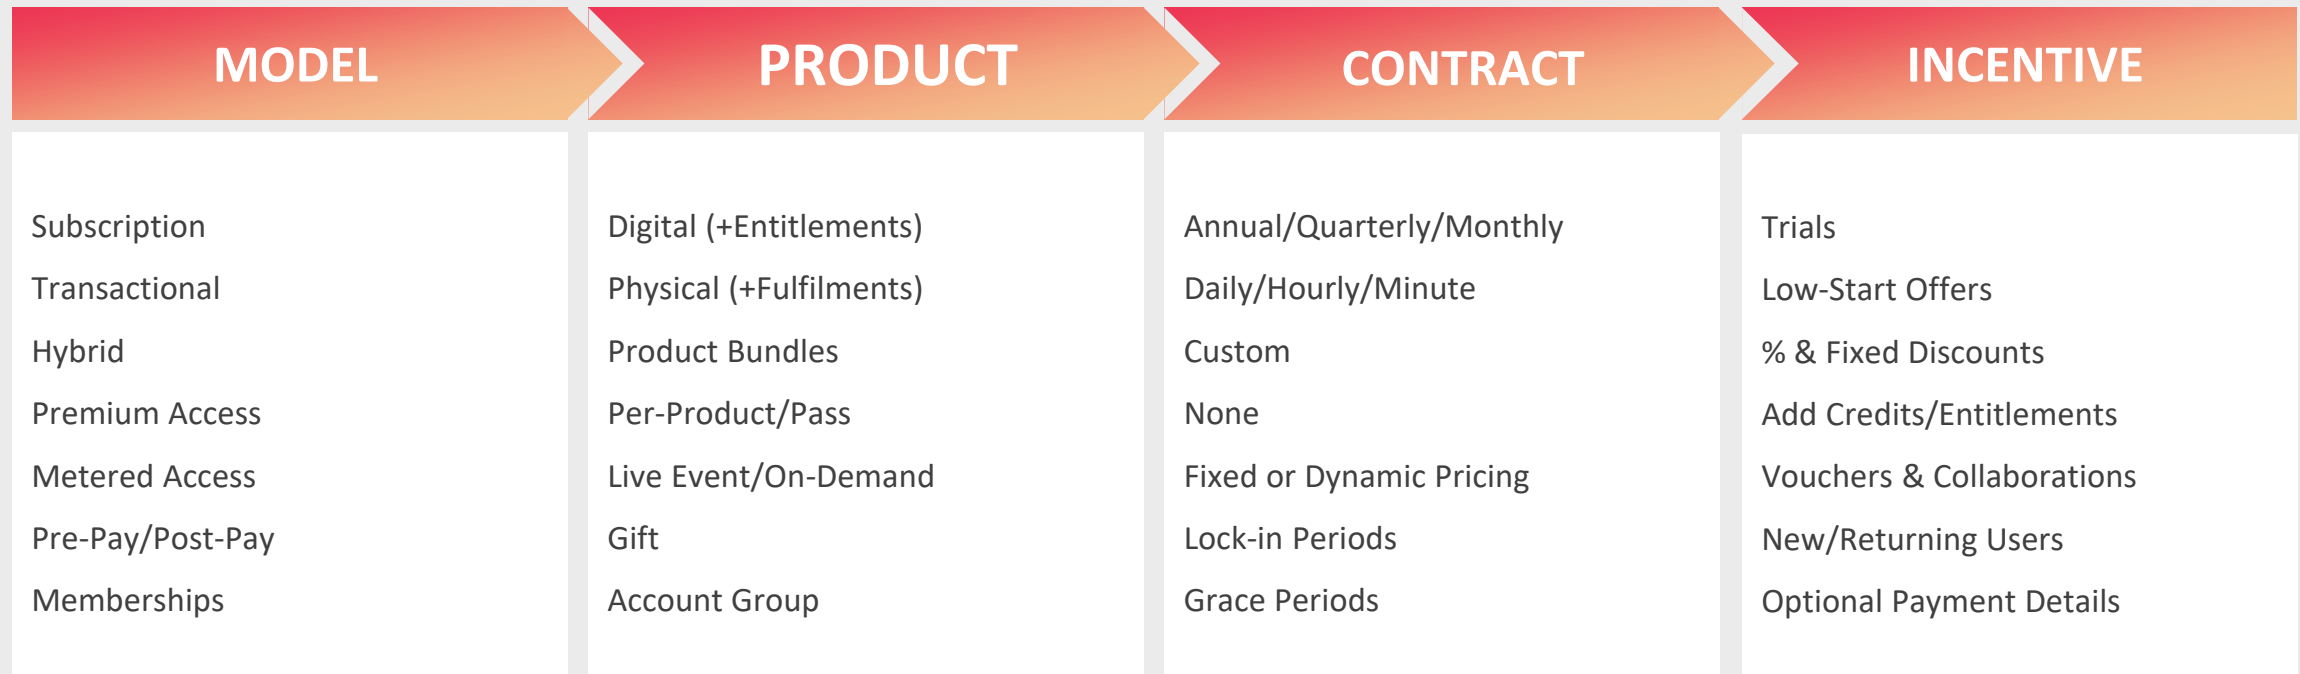 MODEL
Subscription
Transactional
Hybrid
Premium Access
Metered Access
Pre-Pay/Post-Pay
Memberships
PRODUCT
Digital (+Entitlements)
Physical (+Fulfilments)
Product Bundles
Per-Product/Pass
Live Event/On-Demand
Gift
Account Group
CONTRACT
Annual/Quarterly/Monthly
Daily/Hourly/Minute
Custom
None
Fixed or Dynamic Pricing
Lock-in Periods
Grace Periods
INCENTIVE
Trials
Low-Start Offers
% & Fixed Discounts
Add Credits/Entitlements
Vouchers & Collaborations
New/Returning Users
Optional Payment Details